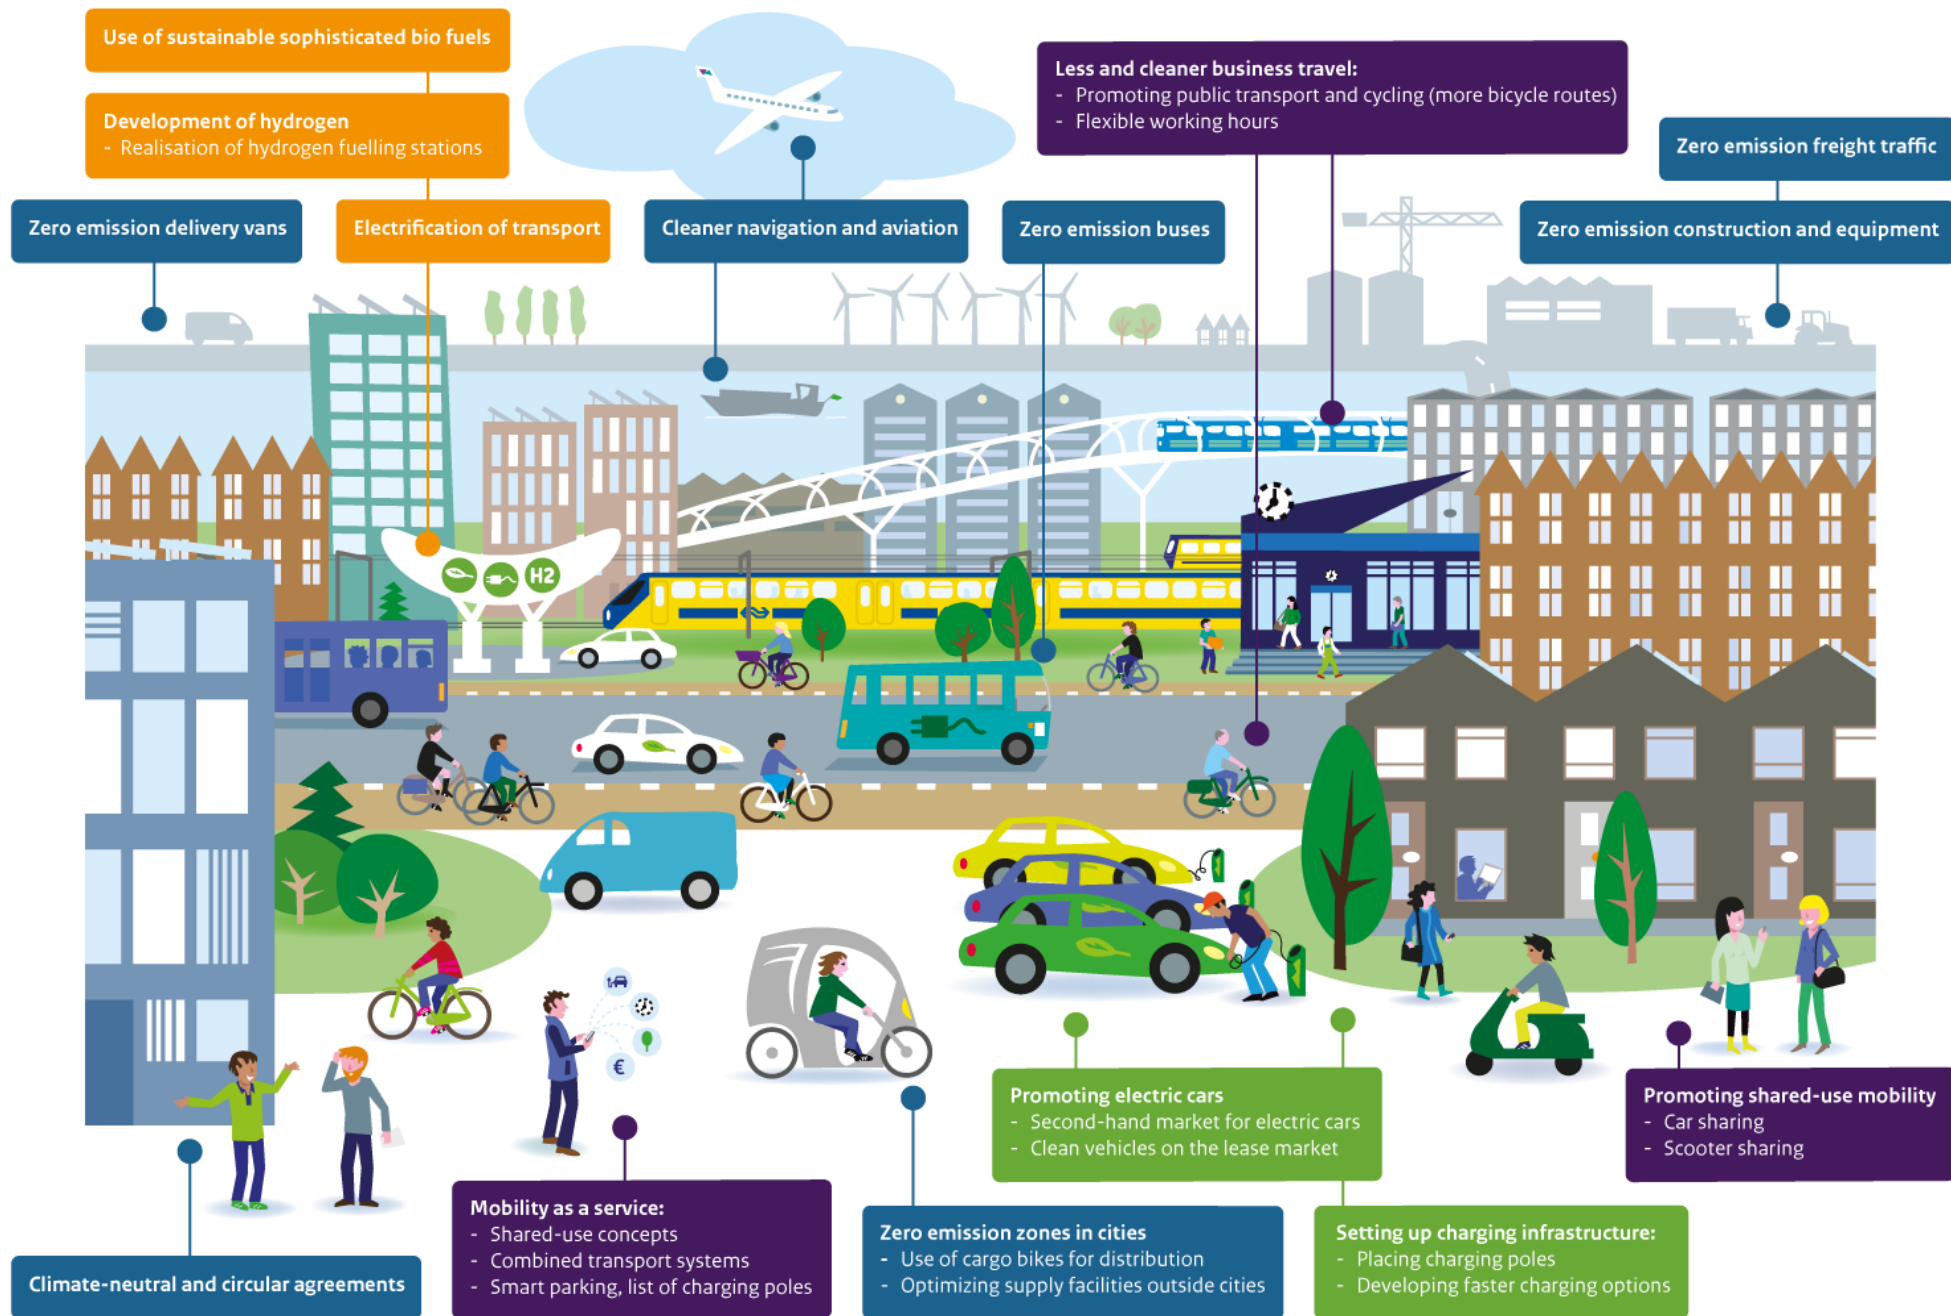 Use of sustainable sophisticated bio fuels
Development of hydrogen
- Realisation of hydrogen fuelling stations
Less and cleaner business travel:
- Promoting public transport and cycling (more bicycle routes)
- Flexible working hours
Zero emission freight traffic
Zero emission delivery vans
Electrification of transport
Cleaner navigation and aviation
Zero emission buses
Zero emission construction and equipment
H2
€
Promoting electric cars
- Second-hand market for electric cars
- Clean vehicles on the lease market
Promoting shared-use mobility
- Car sharing
- Scooter sharing
Mobility as a service:
- Shared-use concepts
- Combined transport systems
- Smart parking, list of charging poles
Zero emission zones in cities
- Use of cargo bikes for distribution
- Optimizing supply facilities outside cities
Setting up charging infrastructure:
- Placing charging poles
- Developing faster charging options
Climate-neutral and circular agreements